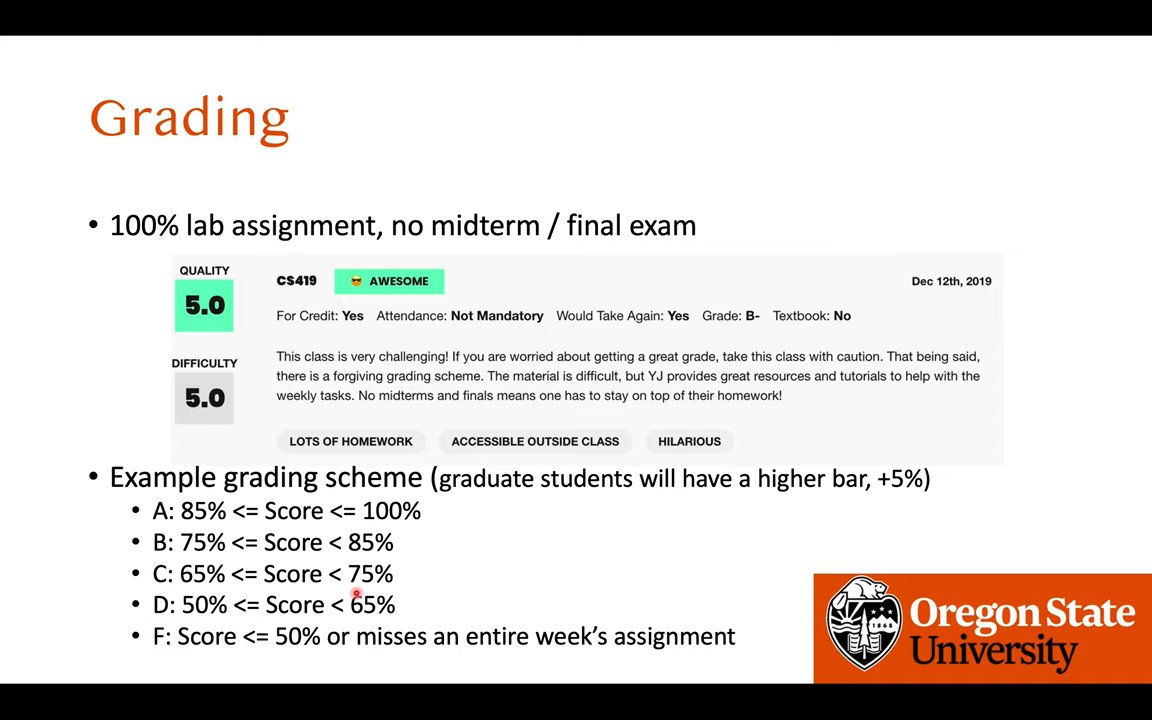 Grading
• 100% lab assignment, no midterm / final exam
QUALITY
5.0
CS419
😎 AWESOME
Dec 12th, 2019
For Credit: Yes Attendance: Not Mandatory Would Take Again: Yes Grade: B- Textbook: No
DIFFICULTY
5.0
This class is very challenging! If you are worried about getting a great grade, take this class with caution. That being said,
there is a forgiving grading scheme. The material is difficult, but YJ provides great resources and tutorials to help with the
weekly tasks. No midterms and finals means one has to stay on top of their homework!
LOTS OF HOMEWORK
ACCESSIBLE OUTSIDE CLASS
HILARIOUS
• Example grading scheme (graduate students will have a higher bar, +5%)
• A: 85% <= Score <= 100%
• B: 75% <= Score < 85%
• C: 65% <= Score < 75%
• D: 50% <= Score < 65%
• F: Score <= 50% or misses an entire week's assignment
Oregon State
University